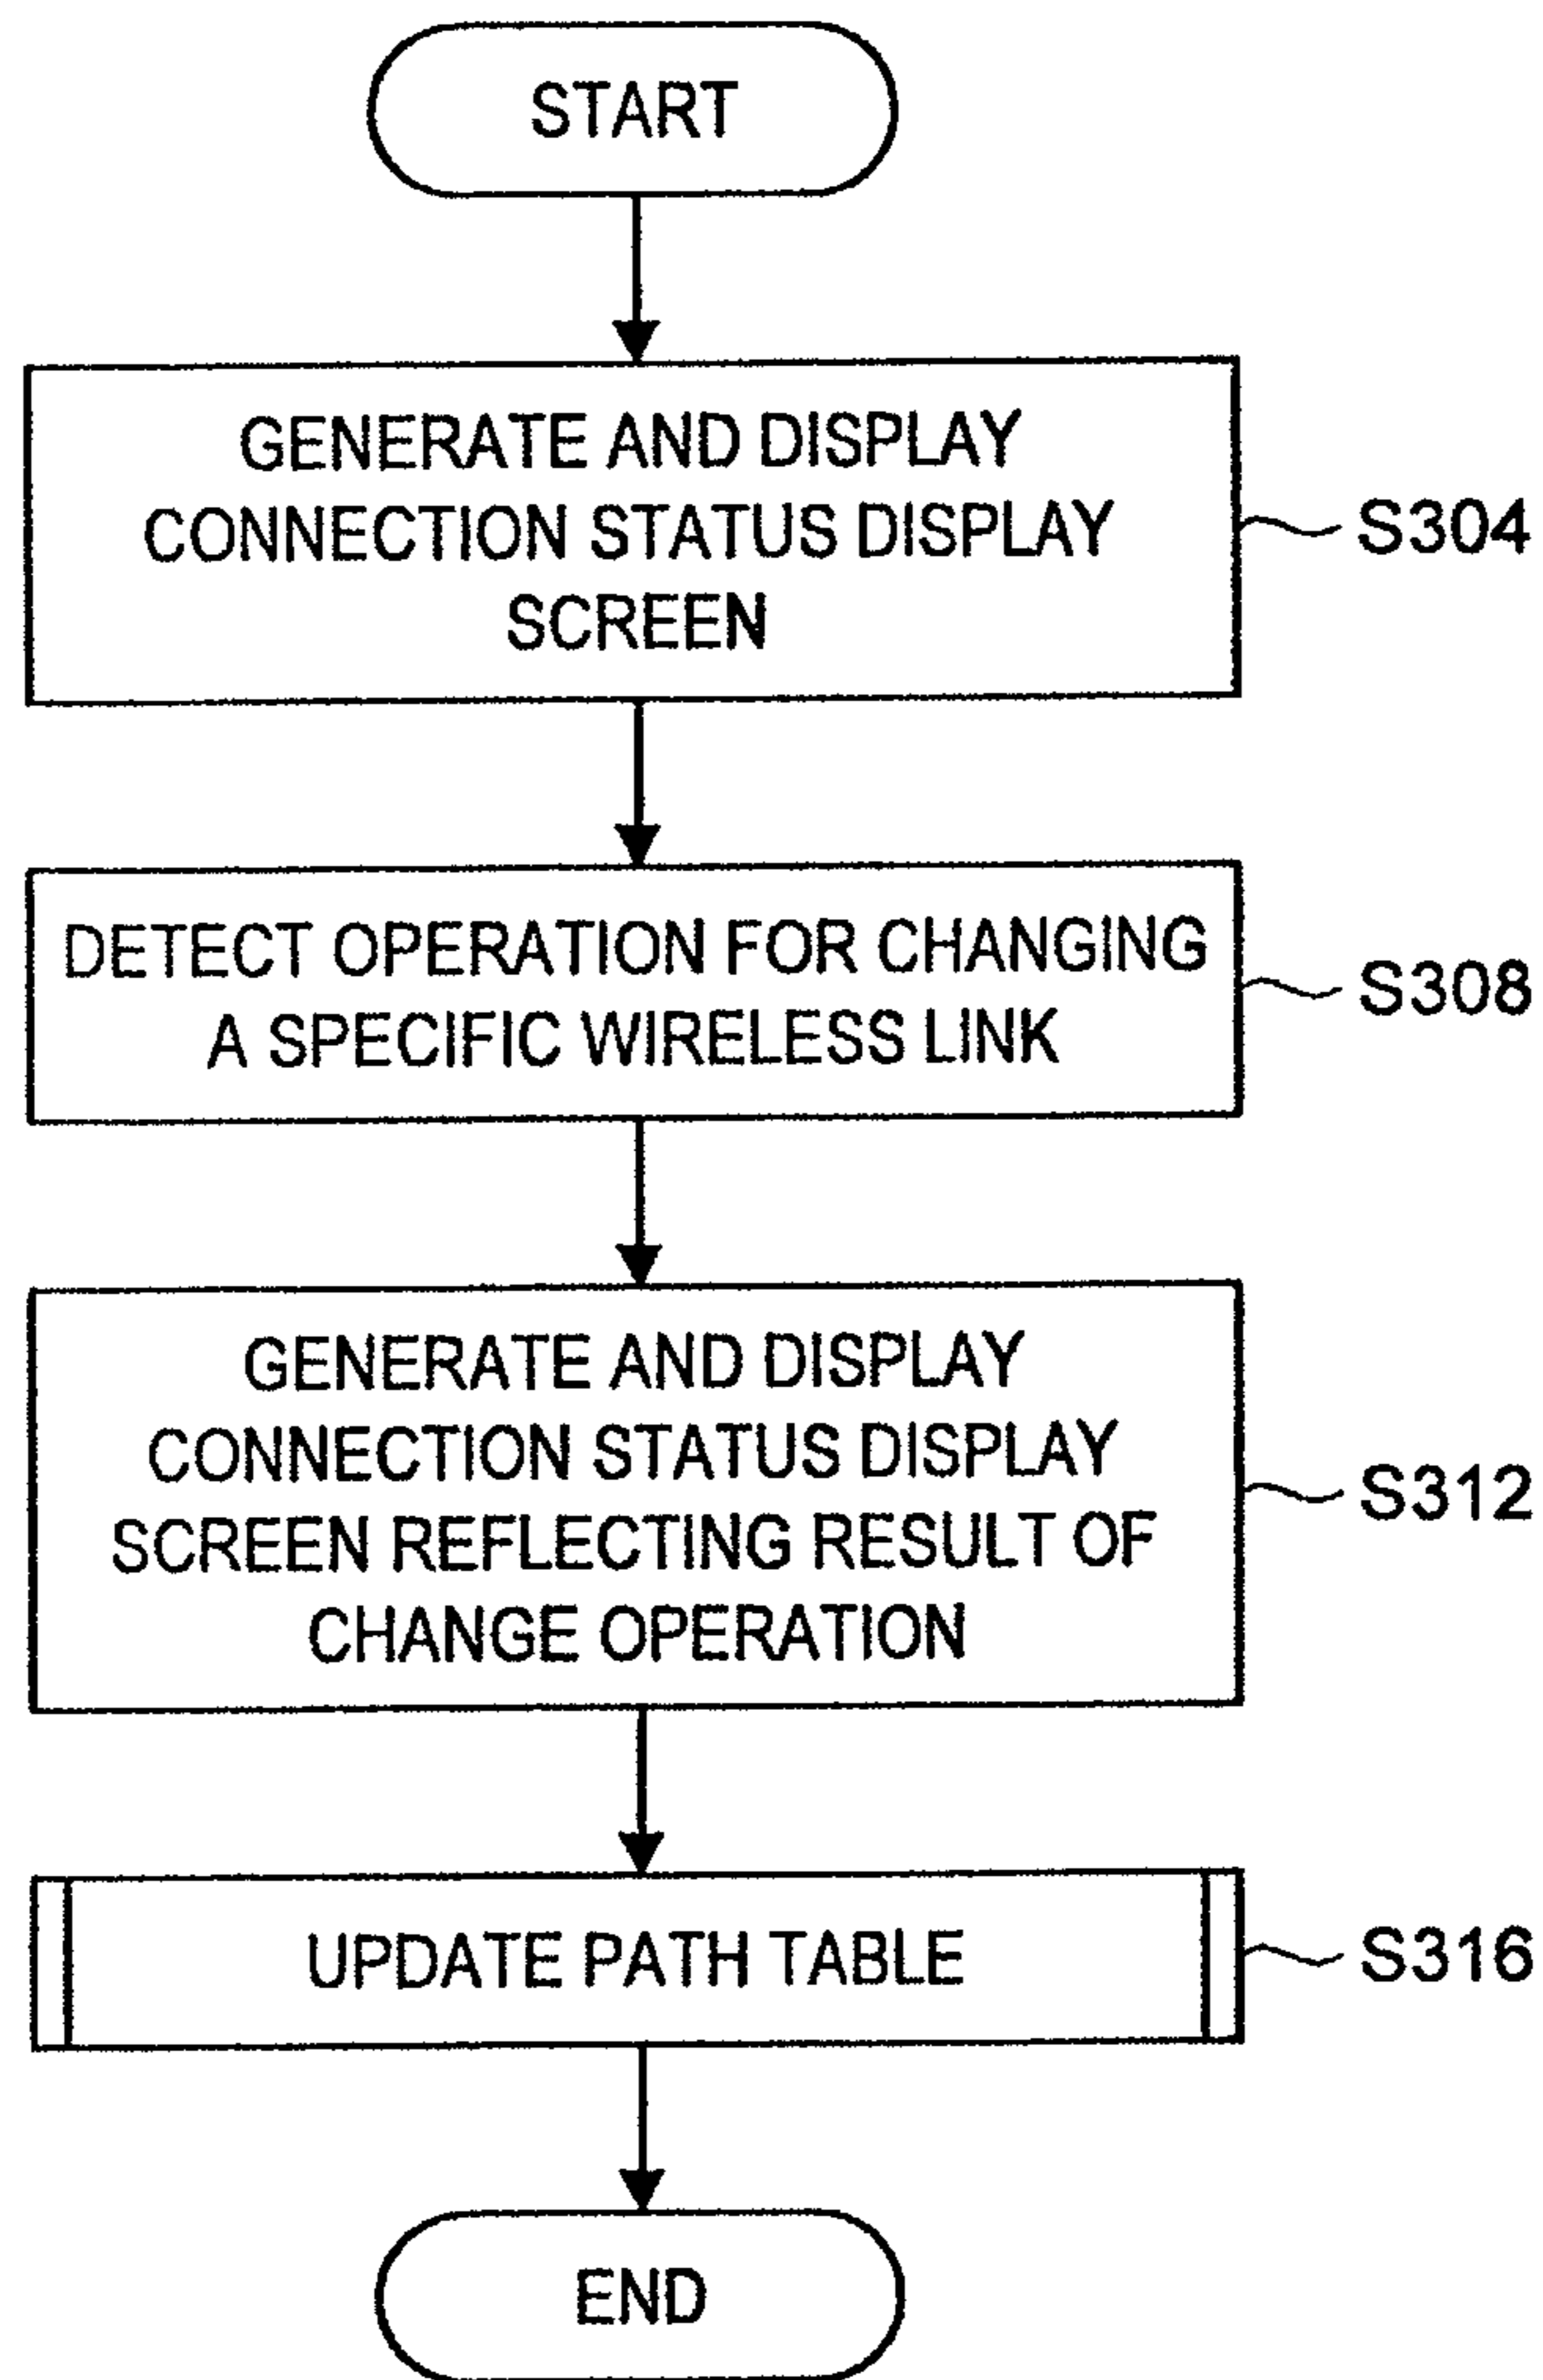 START
GENERATE AND DISPLAY
CONNECTION STATUS DISPLAY
SCREEN
S304
DETECT OPERATION FOR CHANGING
A SPECIFIC WIRELESS LINK
S308
GENERATE AND DISPLAY
CONNECTION STATUS DISPLAY
SCREEN REFLECTING RESULT OF
CHANGE OPERATION
S312
UPDATE PATH TABLE
S316
END